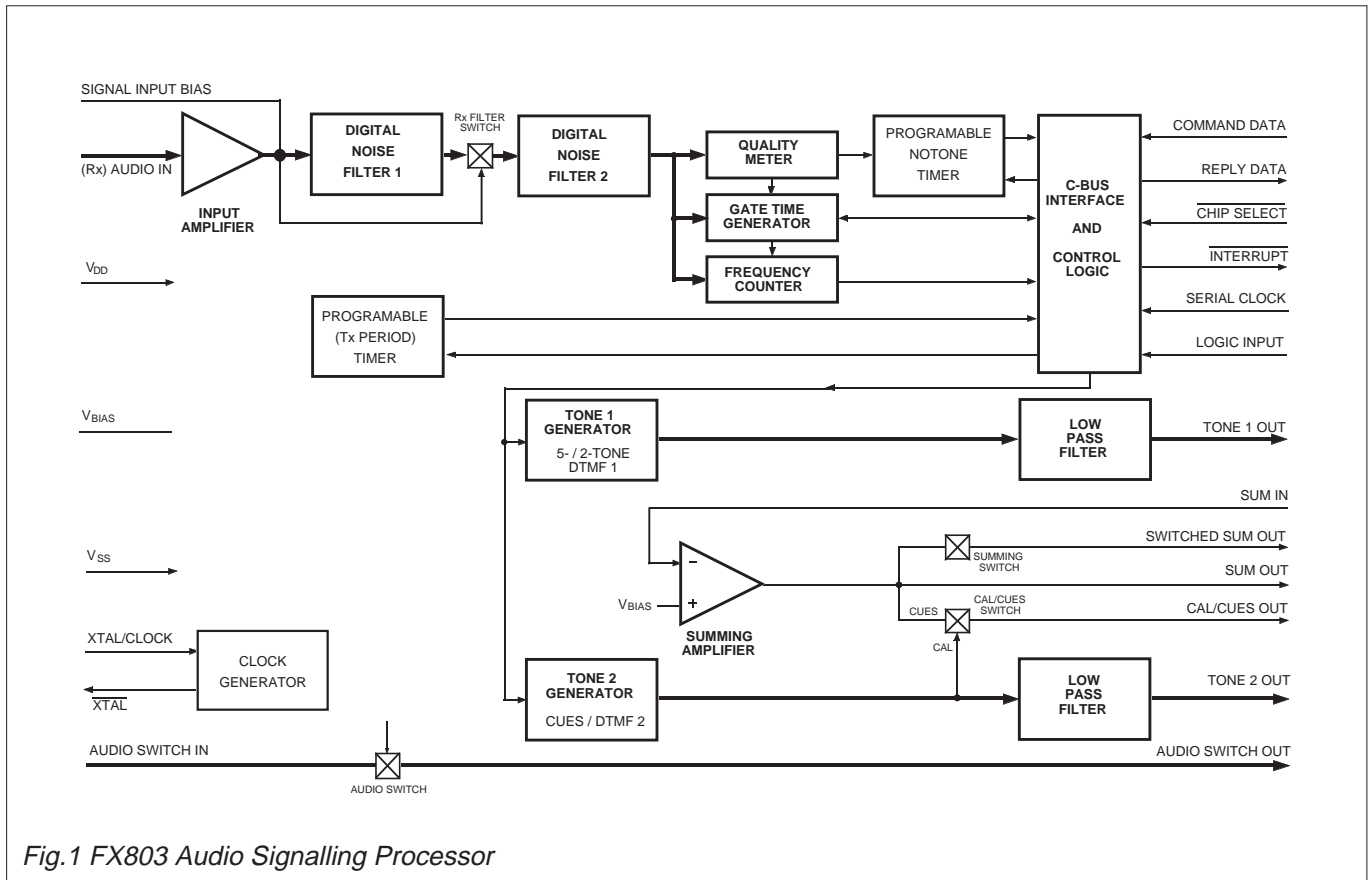 SIGNAL INPUT BIAS
(Rx) AUDIO IN
INPUT
AMPLIFIER
DIGITAL
NOISE
FILTER 1
Rx FILTER
SWITCH
DIGITAL
NOISE
FILTER 2
QUALITY
METER
GATE TIME
GENERATOR
FREQUENCY
COUNTER
PROGRAMABLE
NOTONE
TIMER
C-BUS
INTERFACE
AND
CONTROL
LOGIC
COMMAND DATA
REPLY DATA
CHIP SELECT
INTERRUPT
SERIAL CLOCK
LOGIC INPUT
VDD
PROGRAMABLE
(Tx PERIOD)
TIMER
VBIAS
TONE 1
GENERATOR
5- / 2-TONE
DTMF 1
LOW
PASS
FILTER
TONE 1 OUT
SUM IN
SWITCHED SUM OUT
SUMMING
SWITCH
SUM OUT
VSS
–
+
VBIAS
SUMMING
AMPLIFIER
CUES
CAL/CUES
SWITCH
CAL/CUES OUT
CAL
XTAL/CLOCK
XTAL
CLOCK
GENERATOR
TONE 2
GENERATOR
CUES / DTMF 2
LOW
PASS
FILTER
TONE 2 OUT
AUDIO SWITCH IN
AUDIO SWITCH
AUDIO SWITCH OUT
Fig.1 FX803 Audio Signalling Processor